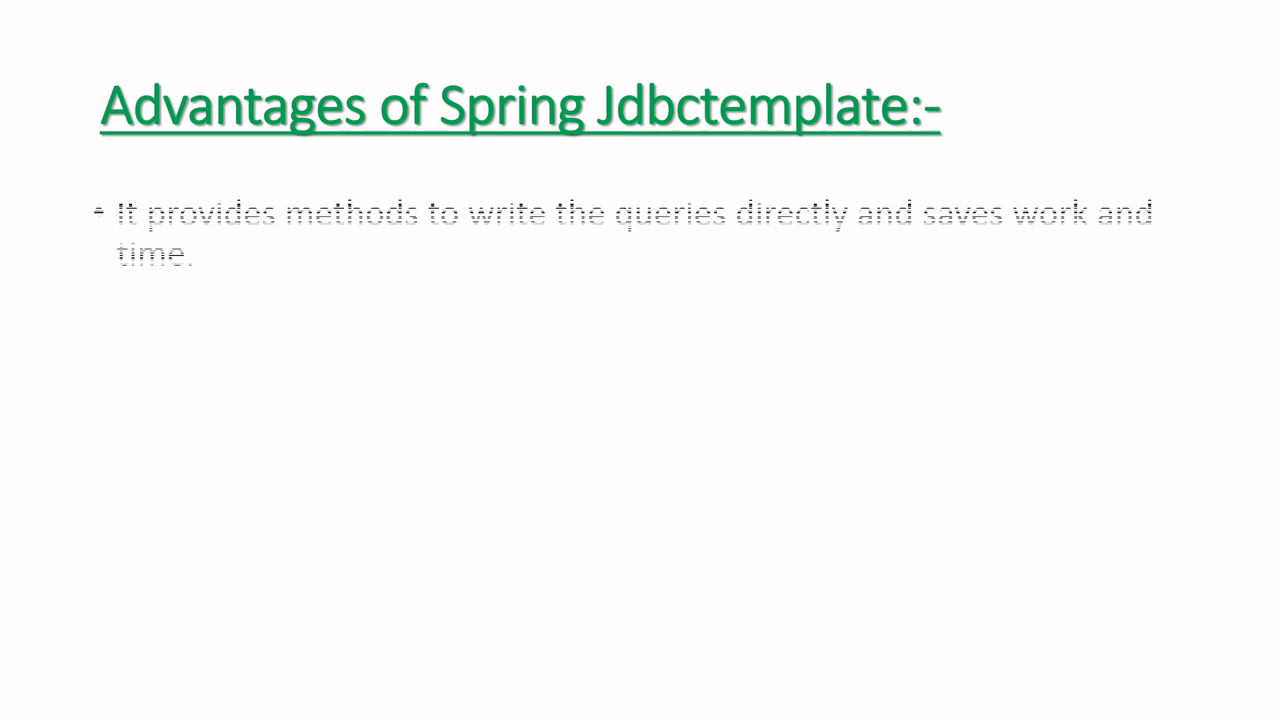 Advantages of Spring Jdbctemplate:-
• It provides methods to write the queries directly and saves work and
time.